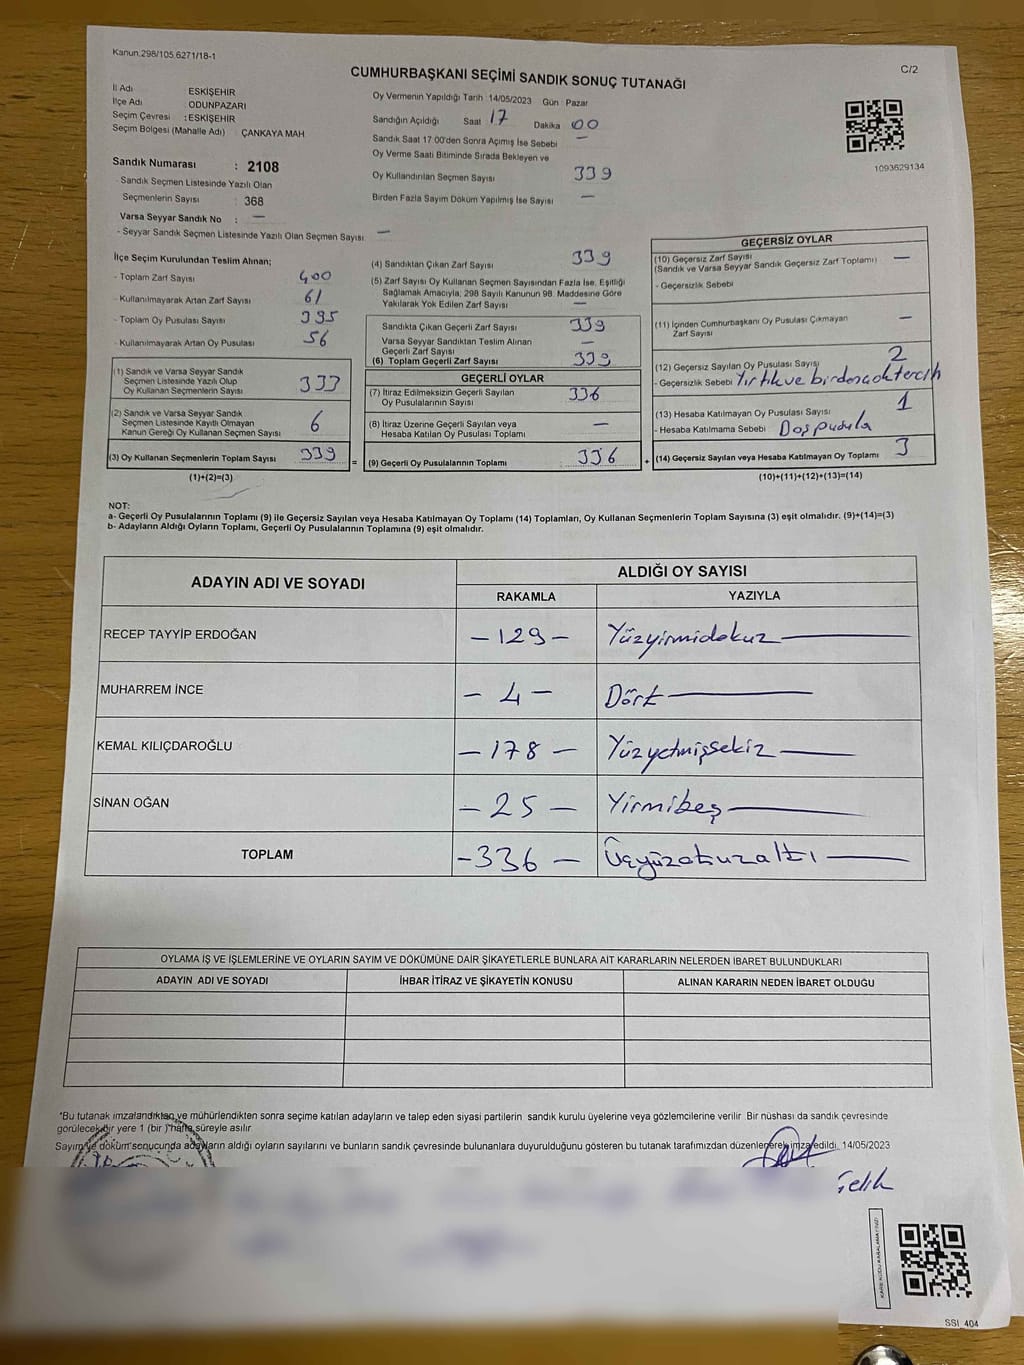 Kanun.298/105.6271/18-1
C/2
CUMHURBAŞKANI SEÇİMİ SANDIK SONUÇ TUTANAĞI
İl Adı ESKİŞEHİR
İlçe Adı ODUNPAZARI
Seçim Çevresi : ESKİŞEHİR
Seçim Bölgesi (Mahalle Adı) ÇANKAYA MAH
Sandık Numarası : 2108
- Sandık Seçmen Listesinde Yazılı Olan
Seçmenlerin Sayısı : 368
Varsa Seyyar Sandık No : —
- Seyyar Sandık Seçmen Listesinde Yazılı Olan Seçmen Sayısı —
Oy Vermenin Yapıldığı Tarih : 14/05/2023 Gün : Pazar
Sandığın Açıldığı Saat 17 Dakika 00
Sandık Saat 17:00'den Sonra Açımış İse Sebebi —
Oy Verme Saati Bitiminde Sırada Bekleyen ve
Oy Kullandırılan Seçmen Sayısı 339
Birden Fazla Sayım Döküm Yapılmış İse Sayısı —
1093629134
İlçe Seçim Kurulundan Teslim Alınan;
- Toplam Zarf Sayısı 400
- Kullanılmayarak Artan Zarf Sayısı 61
- Toplam Oy Pusulası Sayısı 395
- Kullanılmayarak Artan Oy Pusulası 56
(1) Sandık ve Varsa Seyyar Sandık
Seçmen Listesinde Yazılı Olup
Oy Kullanan Seçmenlerin Sayısı 333
(2) Sandık ve Varsa Seyyar Sandık
Seçmen Listesinde Kayıtlı Olmayan
Kanun Gereği Oy Kullanan Seçmen Sayısı 6
(3) Oy Kullanan Seçmenlerin Toplam Sayısı 339 =
(1)+(2)=(3)
(4) Sandıktan Çıkan Zarf Sayısı 339
(5) Zarf Sayısı Oy Kullanan Seçmen Sayısından Fazla İse, Eşitliği
Sağlamak Amacıyla; 298 Sayılı Kanunun 98. Maddesine Göre
Yakılarak Yok Edilen Zarf Sayısı —
Sandıkta Çıkan Geçerli Zarf Sayısı 339
Varsa Seyyar Sandıktan Teslim Alınan
Geçerli Zarf Sayısı —
(6) Toplam Geçerli Zarf Sayısı 339
GEÇERLİ OYLAR
(7) İtiraz Edilmeksizin Geçerli Sayılan
Oy Pusulalarının Sayısı 336
(8) İtiraz Üzerine Geçerli Sayılan veya
Hesaba Katılan Oy Pusulası Toplamı —
(9) Geçerli Oy Pusulalarının Toplamı 336 +
GEÇERSİZ OYLAR
(10) Geçersiz Zarf Sayısı —
(Sandık ve Varsa Seyyar Sandık Geçersiz Zarf Toplamı)
- Geçersizlik Sebebi
(11) İçinden Cumhurbaşkanı Oy Pusulası Çıkmayan
Zarf Sayısı —
(12) Geçersiz Sayılan Oy Pusulası Sayısı 2
- Geçersizlik Sebebi Yırtık ve birden çok tercih
(13) Hesaba Katılmayan Oy Pusulası Sayısı 1
- Hesaba Katılmama Sebebi Boş pusula
(14) Geçersiz Sayılan veya Hesaba Katılmayan Oy Toplamı 3
(10)+(11)+(12)+(13)=(14)
NOT:
a- Geçerli Oy Pusulalarının Toplamı (9) ile Geçersiz Sayılan veya Hesaba Katılmayan Oy Toplamı (14) Toplamları, Oy Kullanan Seçmenlerin Toplam Sayısına (3) eşit olmalıdır. (9)+(14)=(3)
b- Adayların Aldığı Oyların Toplamı, Geçerli Oy Pusulalarının Toplamına (9) eşit olmalıdır.
ADAYIN ADI VE SOYADI ALDIĞI OY SAYISI
RAKAMLA YAZIYLA
RECEP TAYYİP ERDOĞAN —129— Yüzyirmidokuz
MUHARREM İNCE —4— Dört
KEMAL KILIÇDAROĞLU —178— Yüzyetmişsekiz
SİNAN OĞAN —25— Yirmibeş
TOPLAM —336— Üçyüzotuzaltı
OYLAMA İŞ VE İŞLEMLERİNE VE OYLARIN SAYIM VE DÖKÜMÜNE DAİR ŞİKAYETLERLE BUNLARA AİT KARARLARIN NELERDEN İBARET BULUNDUKLARI
ADAYIN ADI VE SOYADI İHBAR İTİRAZ VE ŞİKAYETİN KONUSU ALINAN KARARIN NEDEN İBARET OLDUĞU
*Bu tutanak imzalandıktan ve mühürlendikten sonra seçime katılan adayların ve talep eden siyasi partilerin sandık kurulu üyelerine veya gözlemcilerine verilir. Bir nüshası da sandık çevresinde
görülecek bir yere 1 (bir ) hafta süreyle asılır.
Sayım ve döküm sonucunda adayların aldığı oyların sayılarını ve bunların sandık çevresinde bulunanlara duyurulduğunu gösteren bu tutanak tarafımızdan düzenlenerek imza edildi. 14/05/2023
KARE KODU KARALAMAYINIZ!
SSI_404